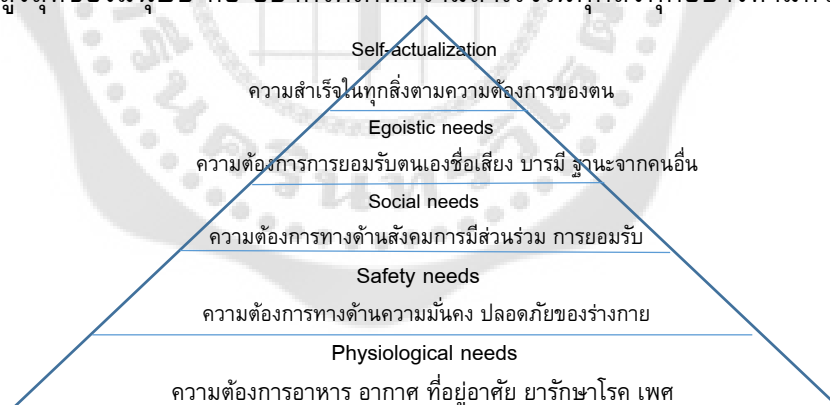 Self-actualization
ความสำเร็จในทุกสิ่งตามความต้องการของตน
Egoistic needs
ความต้องการการยอมรับตนเองชื่อเสียง บารมี ฐานะจากคนอื่น
Social needs
ความต้องการทางด้านสังคมการมีส่วนร่วม การยอมรับ
Safety needs
ความต้องการทางด้านความมั่นคง ปลอดภัยของร่างกาย
Physiological needs
ความต้องการอาหาร อากาศ ที่อยู่อาศัย ยารักษาโรค เพศ